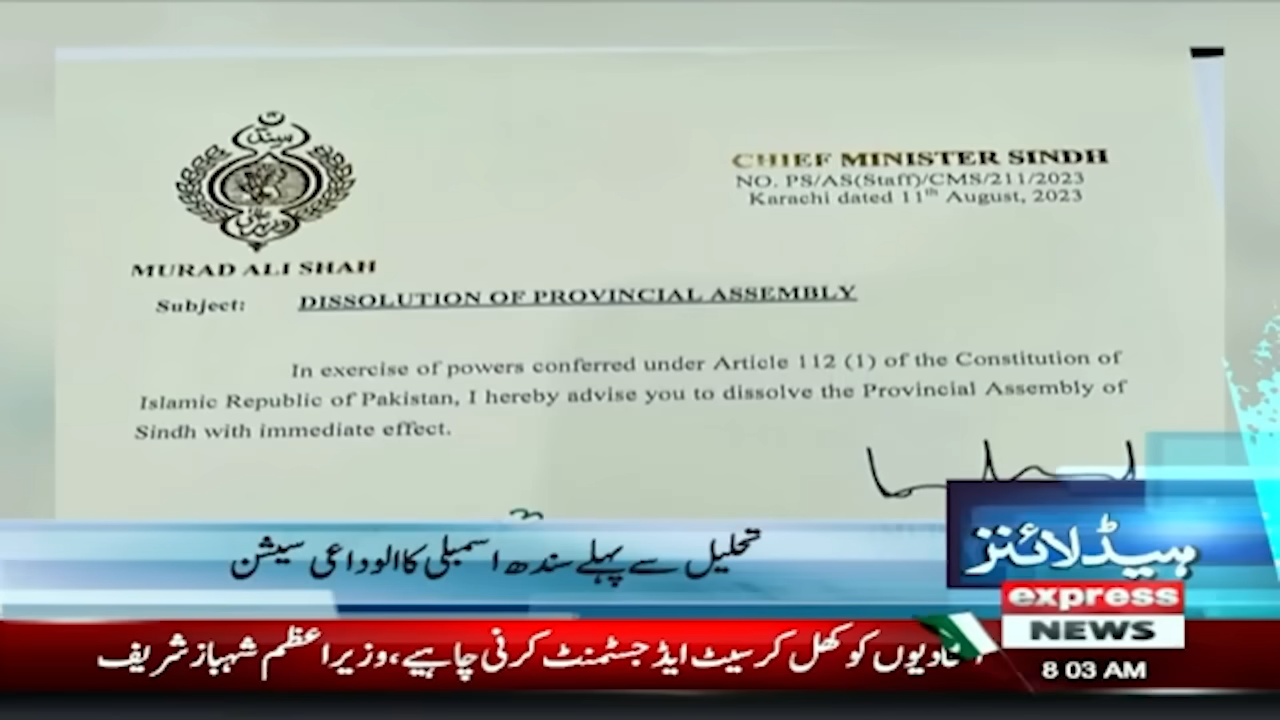 سندھ
CHIEF MINISTER SINDH
NO. PS/AS(Staff)/CMS/211/2023
Karachi dated 11th August, 2023
MURAD ALI SHAH
Subject: DISSOLUTION OF PROVINCIAL ASSEMBLY
In exercise of powers conferred under Article 112 (1) of the Constitution of
Islamic Republic of Pakistan, I hereby advise you to dissolve the Provincial Assembly of
Sindh with immediate effect.
تحلیل سے پہلے سندھ اسمبلی کا الوداعی سیشن
ہیڈلائنز
express
NEWS
کو کھل کر سیٹ ایڈجسٹمنٹ کرنی چاہیے، وزیراعظم شہباز شریف
8:03 AM